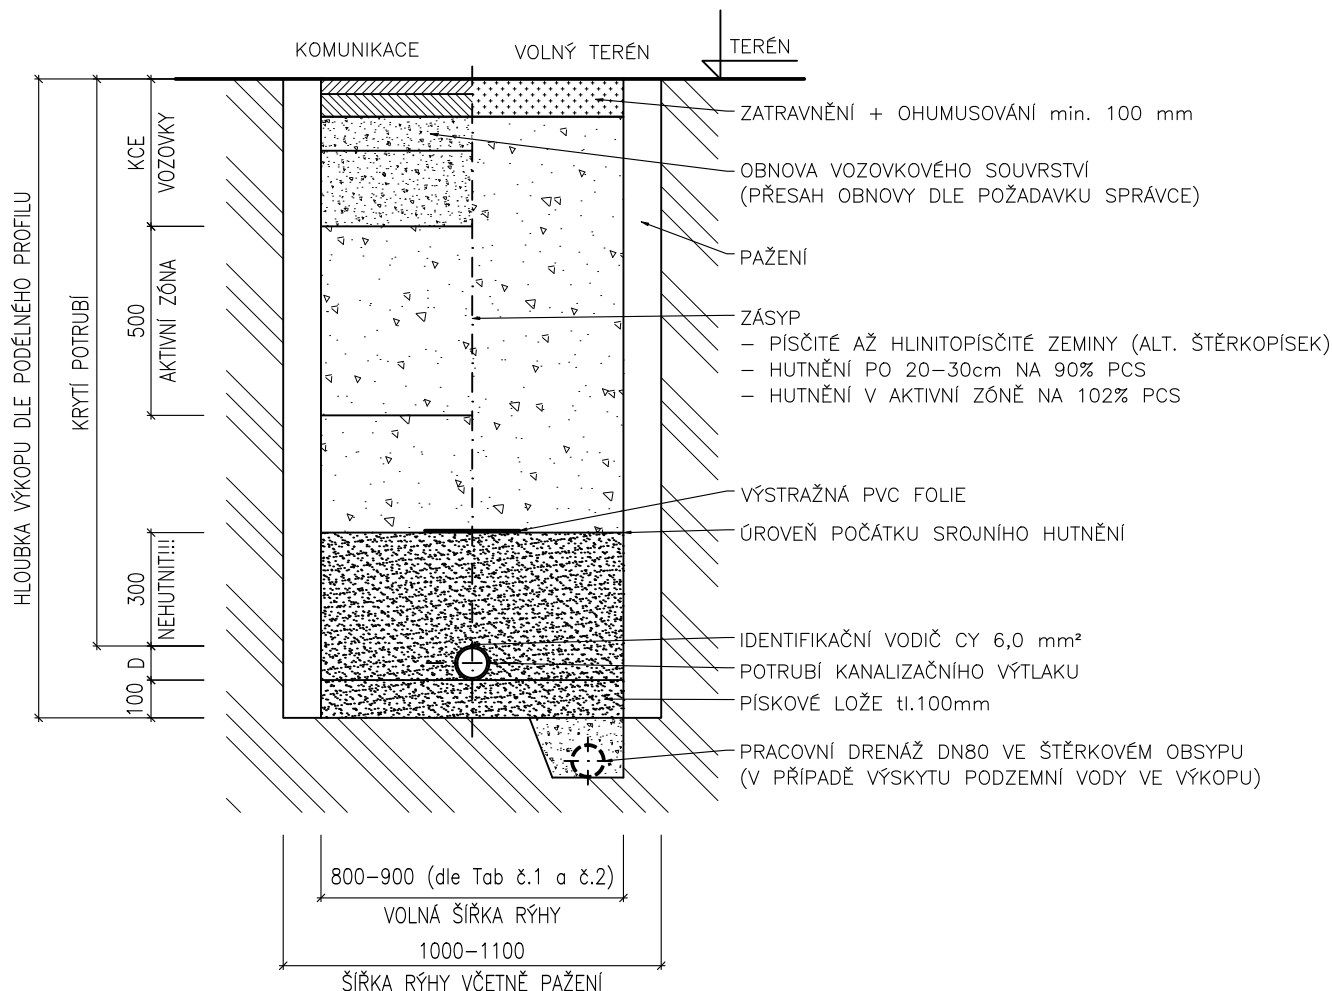 KOMUNIKACE
VOLNÝ TERÉN
TERÉN
ZATRAVNĚNÍ + OHUMUSOVÁNÍ min. 100 mm
OBNOVA VOZOVKOVÉHO SOUVRSTVÍ
(PŘESAH OBNOVY DLE POŽADAVKU SPRÁVCE)
PAŽENÍ
ZÁSYP
– PÍSČITÉ AŽ HLINITOPÍSČITÉ ZEMINY (ALT. ŠTĚRKOPÍSEK)
– HUTNĚNÍ PO 20–30cm NA 90% PCS
– HUTNĚNÍ V AKTIVNÍ ZÓNĚ NA 102% PCS
VÝSTRAŽNÁ PVC FOLIE
ÚROVEŇ POČÁTKU SROJNÍHO HUTNĚNÍ
IDENTIFIKAČNÍ VODIČ CY 6,0 mm²
POTRUBÍ KANALIZAČNÍHO VÝTLAKU
PÍSKOVÉ LOŽE tl.100mm
PRACOVNÍ DRENÁŽ DN80 VE ŠTĚRKOVÉM OBSYPU
(V PŘÍPADĚ VÝSKYTU PODZEMNÍ VODY VE VÝKOPU)
HLOUBKA VÝKOPU DLE PODÉLNÉHO PROFILU
KRYTÍ POTRUBÍ
KCE
VOZOVKY
500
AKTIVNÍ ZÓNA
300
NEHUTNIT!!!
D
100
800–900 (dle Tab č.1 a č.2)
VOLNÁ ŠÍŘKA RÝHY
1000–1100
ŠÍŘKA RÝHY VČETNĚ PAŽENÍ